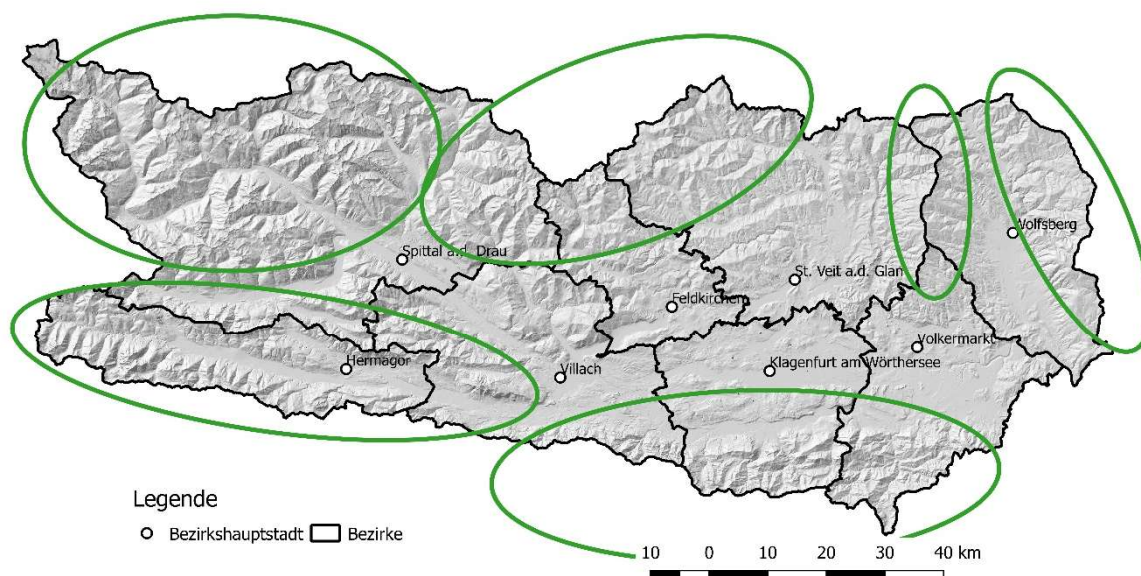 Wolfsberg
Spittal a.d. Drau
St. Veit a.d. Glan
Feldkirchen
Völkermarkt
Hermagor
Villach
Klagenfurt am Wörthersee
Legende
Bezirkshauptstadt Bezirke
10 0 10 20 30 40 km